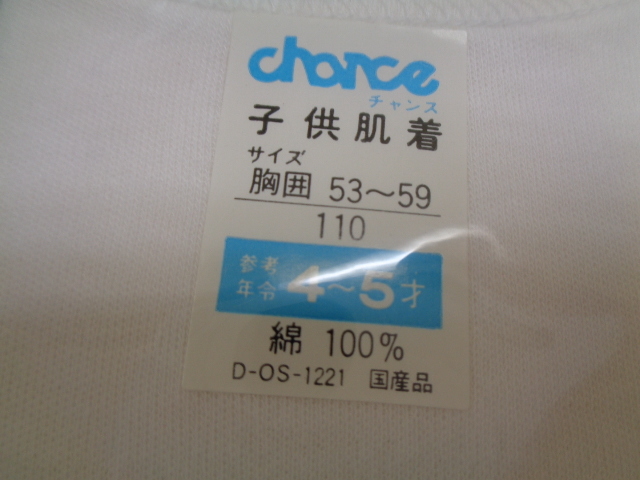 chance
チャンス
子供肌着
サイズ
胸囲 53〜59
110
参考
年令 4〜5才
綿 100%
D-OS-1221 国産品